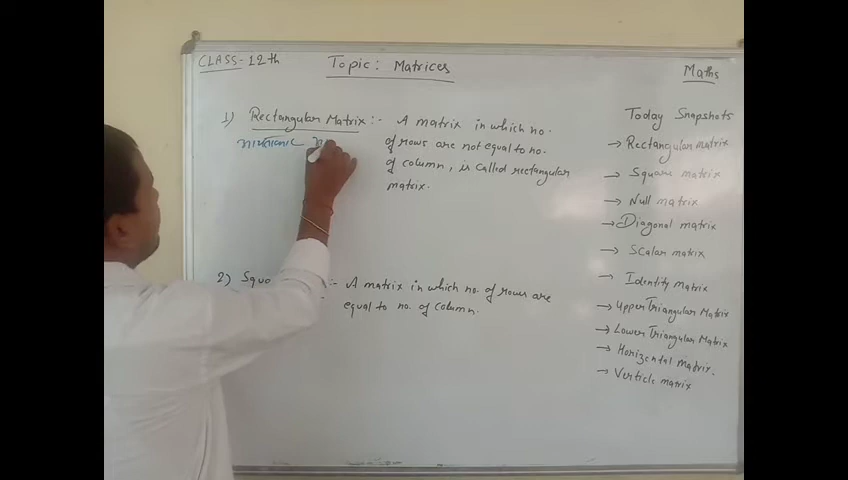 CLASS-12th
Topic: Matrices
Maths
1) Rectangular Matrix :- A matrix in which no.
of rows are not equal to no.
of column, is called rectangular
matrix.
2) :- A matrix in which no. of rows are
equal to no. of column.
Today Snapshots
→ Rectangular matrix
→ Square matrix
→ Null matrix
→ Diagonal matrix
→ Scalar matrix
→ Identity matrix
→ Upper Triangular Matrix
→ Lower Triangular Matrix
→ Horizental matrix.
→ Verticle matrix